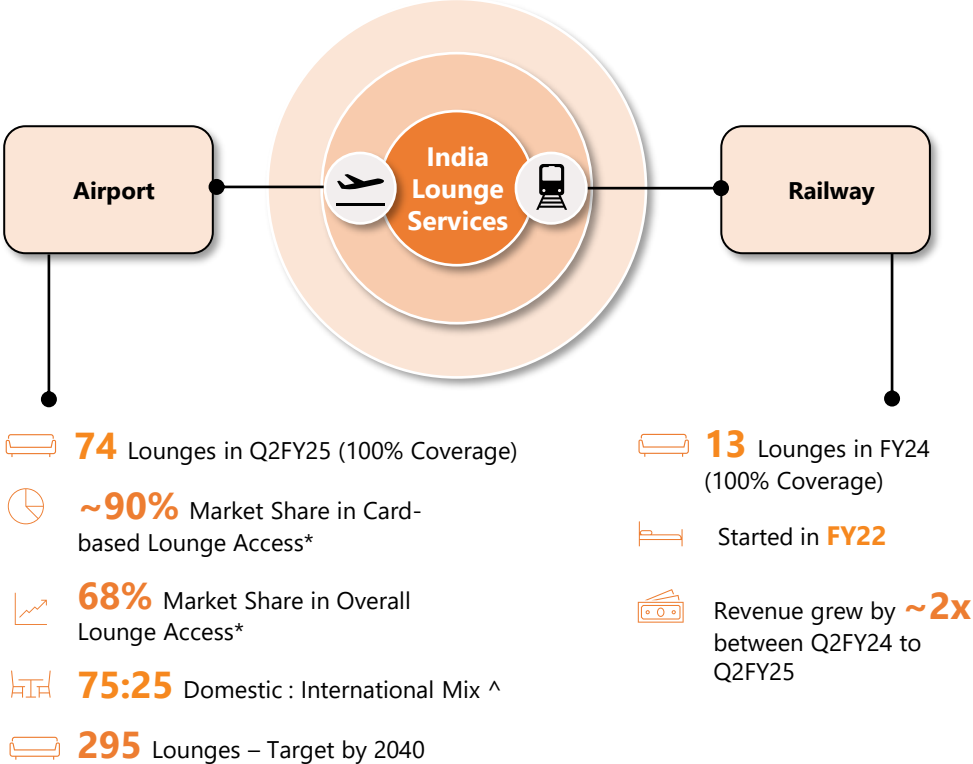 India
Lounge
Services
Airport
Railway
74 Lounges in Q2FY25 (100% Coverage)
~90% Market Share in Card-
based Lounge Access*
68% Market Share in Overall
Lounge Access*
75:25 Domestic : International Mix ^
295 Lounges – Target by 2040
13 Lounges in FY24
(100% Coverage)
Started in FY22
Revenue grew by ~2x
between Q2FY24 to
Q2FY25